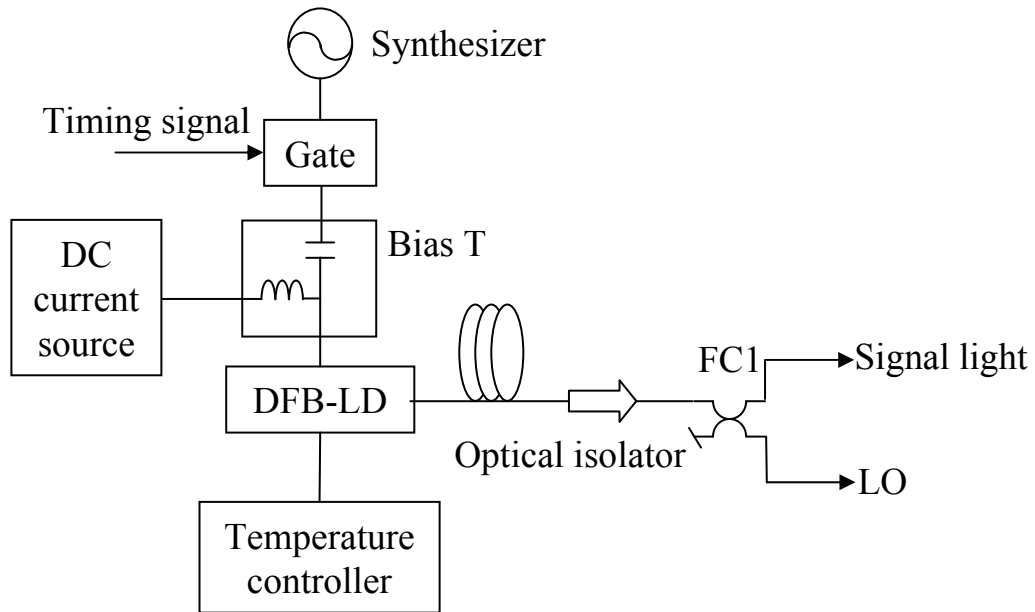 Synthesizer
Timing signal
Gate
Bias T
DC
current
source
FC1
Signal light
DFB-LD
Optical isolator
LO
Temperature
controller